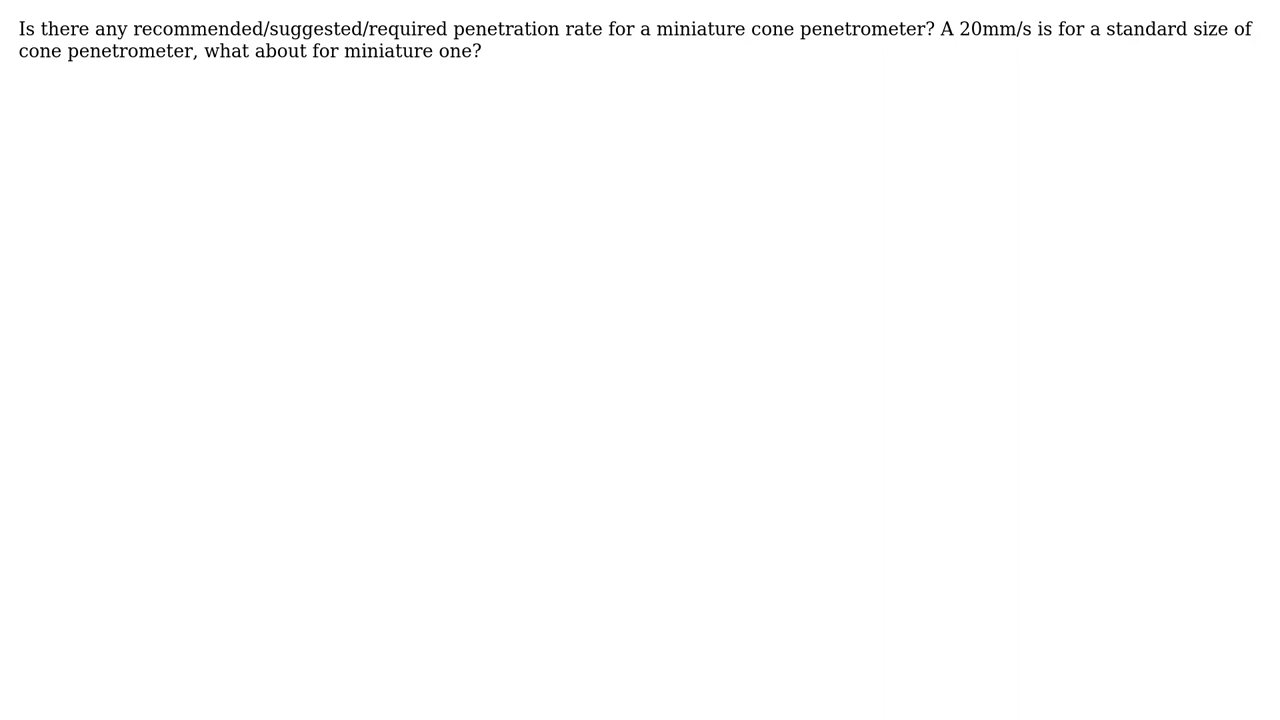 Is there any recommended/suggested/required penetration rate for a miniature cone penetrometer? A 20mm/s is for a standard size of
cone penetrometer, what about for miniature one?